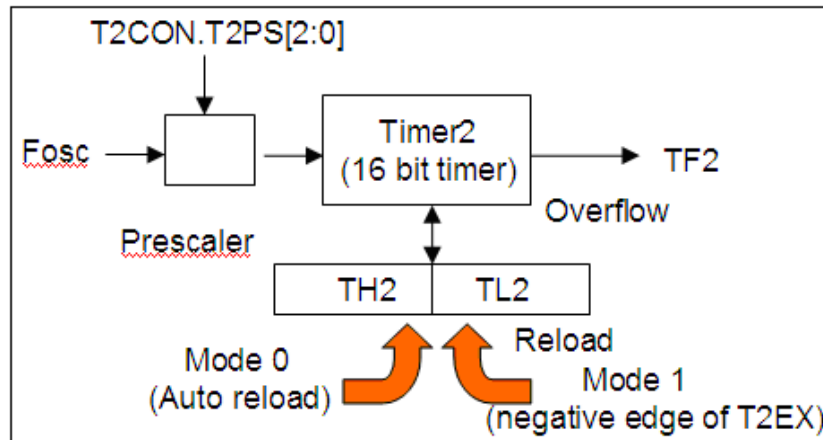 T2CON.T2PS[2:0]
Fosc
Timer2
(16 bit timer)
TF2
Prescaler
Overflow
TH2
TL2
Mode 0
(Auto reload)
Reload
Mode 1
(negative edge of T2EX)